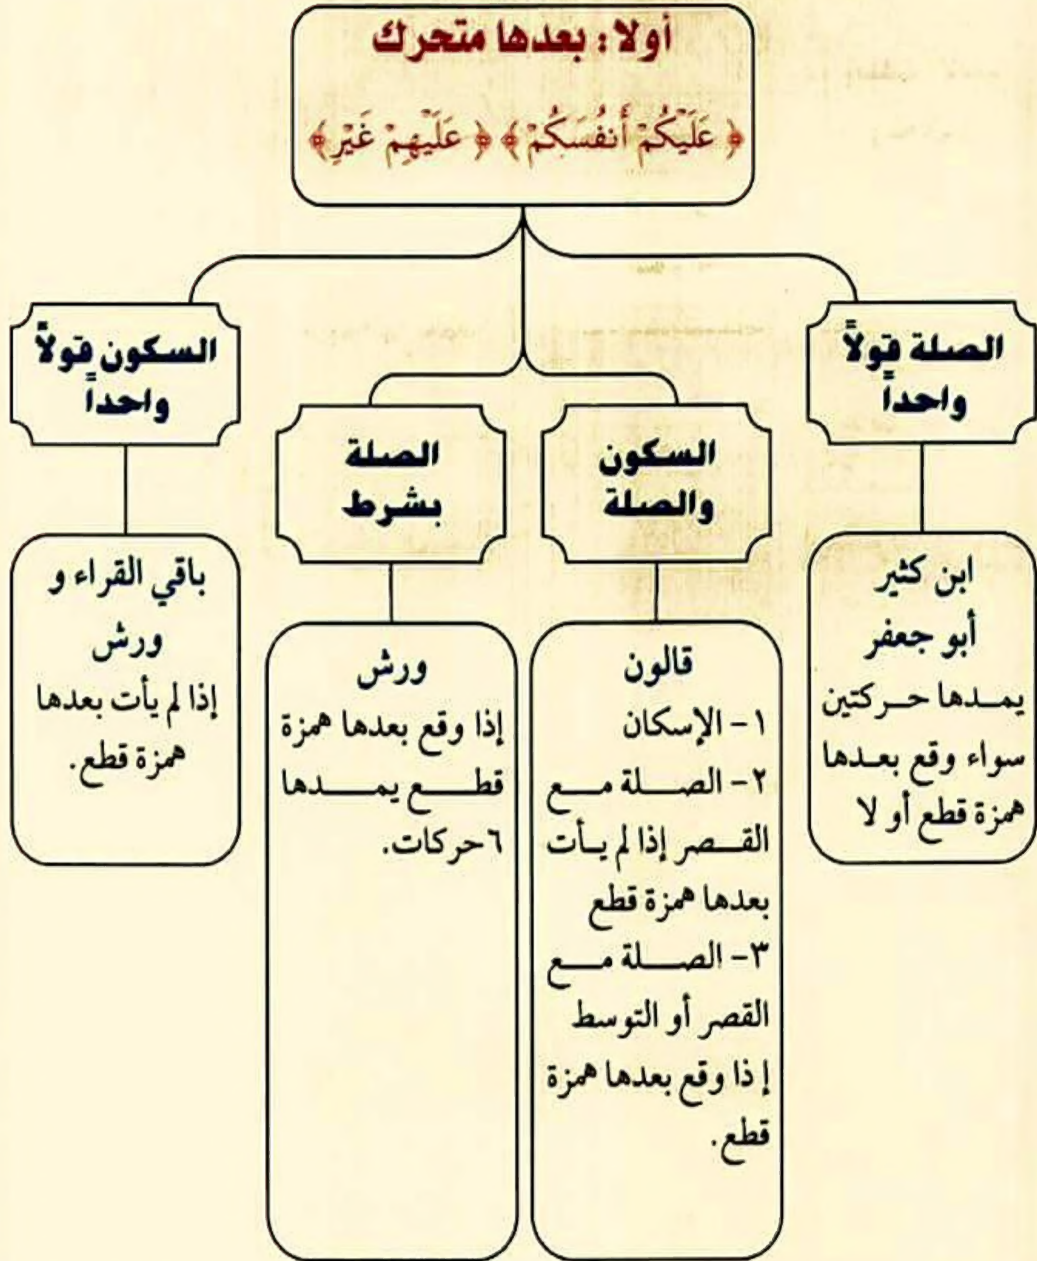 أولا: بعدها متحرك
﴿عَلَيْكُمْ أَنفُسَكُمْ﴾ ﴿عَلَيْهِمْ غَيْرِ﴾
الصلة قولاً
واحداً
ابن كثير
أبو جعفر
يمدها حركتين
سواء وقع بعدها
همزة قطع أو لا
السكون
والصلة
قالون
١- الإسكان
٢- الصلة مع
القصر إذا لم يأت
بعدها همزة قطع
٣- الصلة مع
القصر أو التوسط
إذا وقع بعدها همزة
قطع.
الصلة
بشرط
ورش
إذا وقع بعدها همزة
قطع يمدها
٦ حركات.
السكون قولاً
واحداً
باقي القراء و
ورش
إذا لم يأت بعدها
همزة قطع.